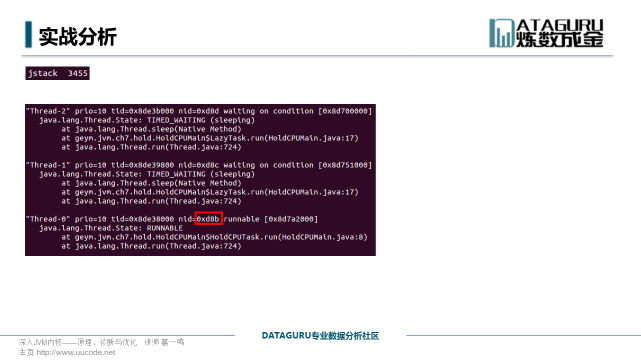 实战分析
DATAGURU
炼数成金
jstack  3455
"Thread-2" prio=10 tid=0x8de3b000 nid=0xd8d waiting on condition [0x8d700000]
java.lang.Thread.State: TIMED_WAITING (sleeping)
at java.lang.Thread.sleep(Native Method)
at geym.jvm.ch7.hold.HoldCPUMain$LazyTask.run(HoldCPUMain.java:17)
at java.lang.Thread.run(Thread.java:724)
"Thread-1" prio=10 tid=0x8de39800 nid=0xd8c waiting on condition [0x8d751000]
java.lang.Thread.State: TIMED_WAITING (sleeping)
at java.lang.Thread.sleep(Native Method)
at geym.jvm.ch7.hold.HoldCPUMain$LazyTask.run(HoldCPUMain.java:17)
at java.lang.Thread.run(Thread.java:724)
"Thread-0" prio=10 tid=0x8de38000 nid=0xd8b runnable [0x8d7a2000]
java.lang.Thread.State: RUNNABLE
at geym.jvm.ch7.hold.HoldCPUMain$HoldCPUTask.run(HoldCPUMain.java:8)
at java.lang.Thread.run(Thread.java:724)
DATAGURU专业数据分析社区
深入JVM内核——原理、诊断与优化 讲师 葛一鸣
主页 http://www.uucode.net